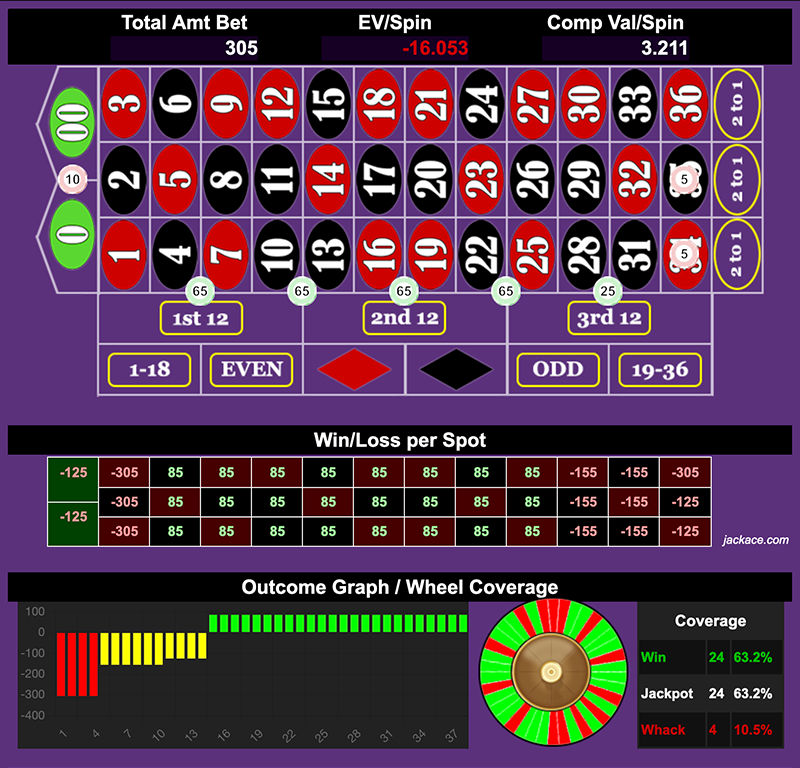 Total Amt Bet EV/Spin Comp Val/Spin
305 -16.053 3.211
00 3 6 9 12 15 18 21 24 27 30 33 36 2 to 1
10 2 5 8 11 14 17 20 23 26 29 32 5 2 to 1
0 1 4 7 10 13 16 19 22 25 28 31 5 2 to 1
65 65 65 65 25
1st 12 2nd 12 3rd 12
1-18 EVEN ODD 19-36
Win/Loss per Spot
-125 -305 85 85 85 85 85 85 85 85 -155 -155 -305
-305 85 85 85 85 85 85 85 85 -155 -155 -125
-125 -305 85 85 85 85 85 85 85 85 -155 -155 -125
jackace.com
Outcome Graph / Wheel Coverage
100
0
-100
-200
-300
-400
1 4 7 10 13 16 19 22 25 28 31 34 37
Coverage
Win 24 63.2%
Jackpot 24 63.2%
Whack 4 10.5%